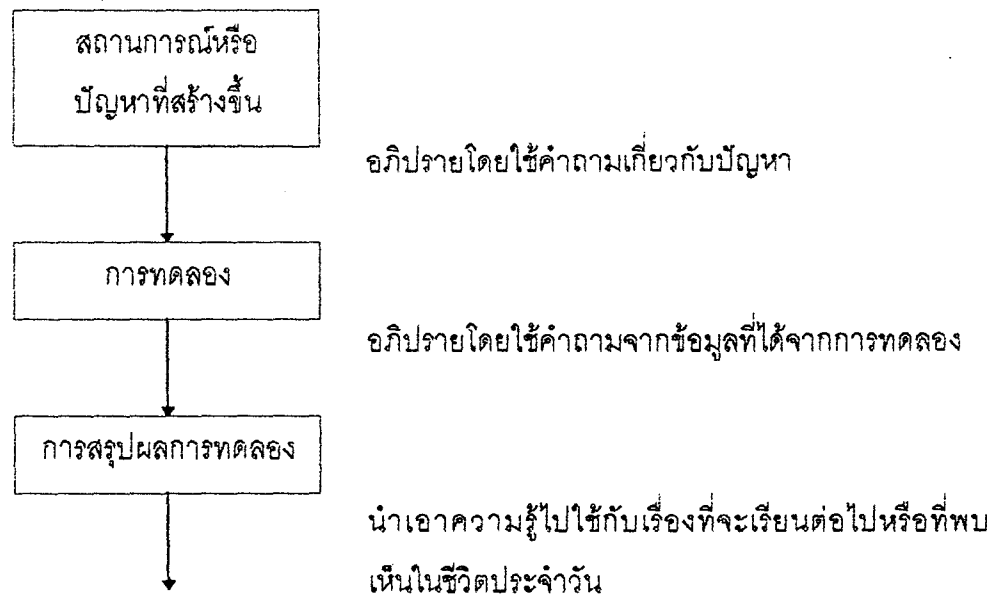 สถานการณ์หรือ
ปัญหาที่สร้างขึ้น
อภิปรายโดยใช้คำถามเกี่ยวกับปัญหา
การทดลอง
อภิปรายโดยใช้คำถามจากข้อมูลที่ได้จากการทดลอง
การสรุปผลการทดลอง
นำเอาความรู้ไปใช้กับเรื่องที่จะเรียนต่อไปหรือที่พบ
เห็นในชีวิตประจำวัน